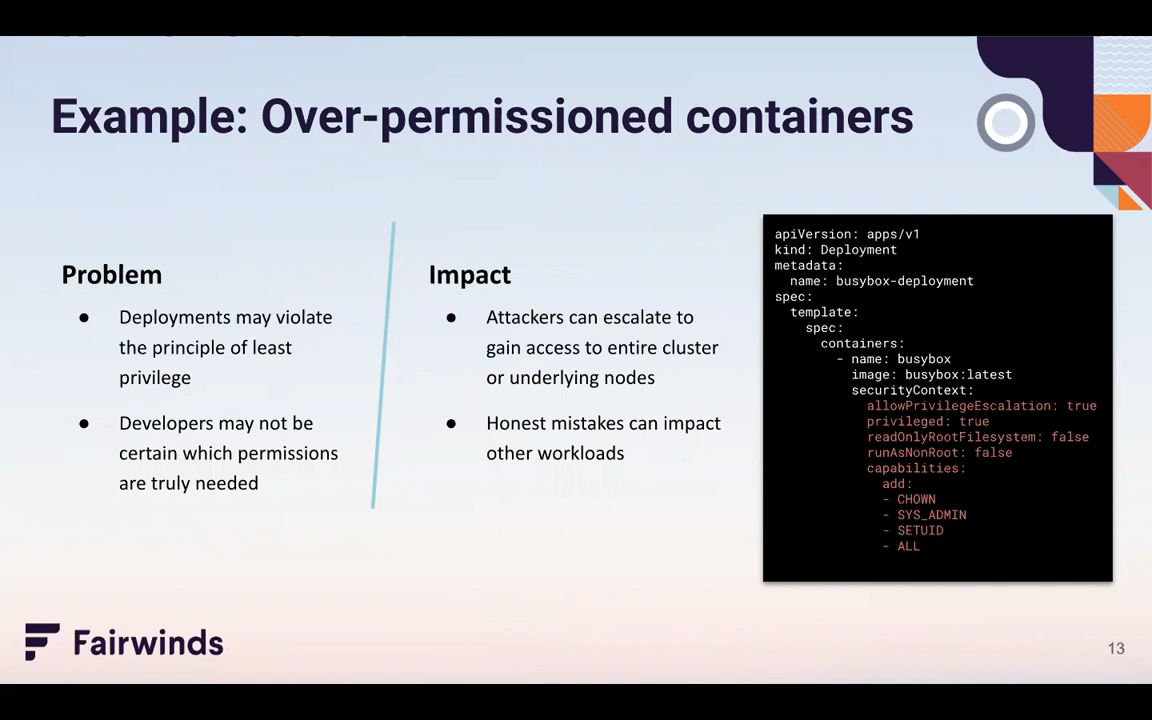 Example: Over-permissioned containers
Problem
● Deployments may violate
the principle of least
privilege
● Developers may not be
certain which permissions
are truly needed
Impact
● Attackers can escalate to
gain access to entire cluster
or underlying nodes
● Honest mistakes can impact
other workloads
apiVersion: apps/v1
kind: Deployment
metadata:
  name: busybox-deployment
spec:
  template:
    spec:
      containers:
        - name: busybox
          image: busybox:latest
          securityContext:
            allowPrivilegeEscalation: true
            privileged: true
            readOnlyRootFilesystem: false
            runAsNonRoot: false
            capabilities:
              add:
              - CHOWN
              - SYS_ADMIN
              - SETUID
              - ALL
Fairwinds
13